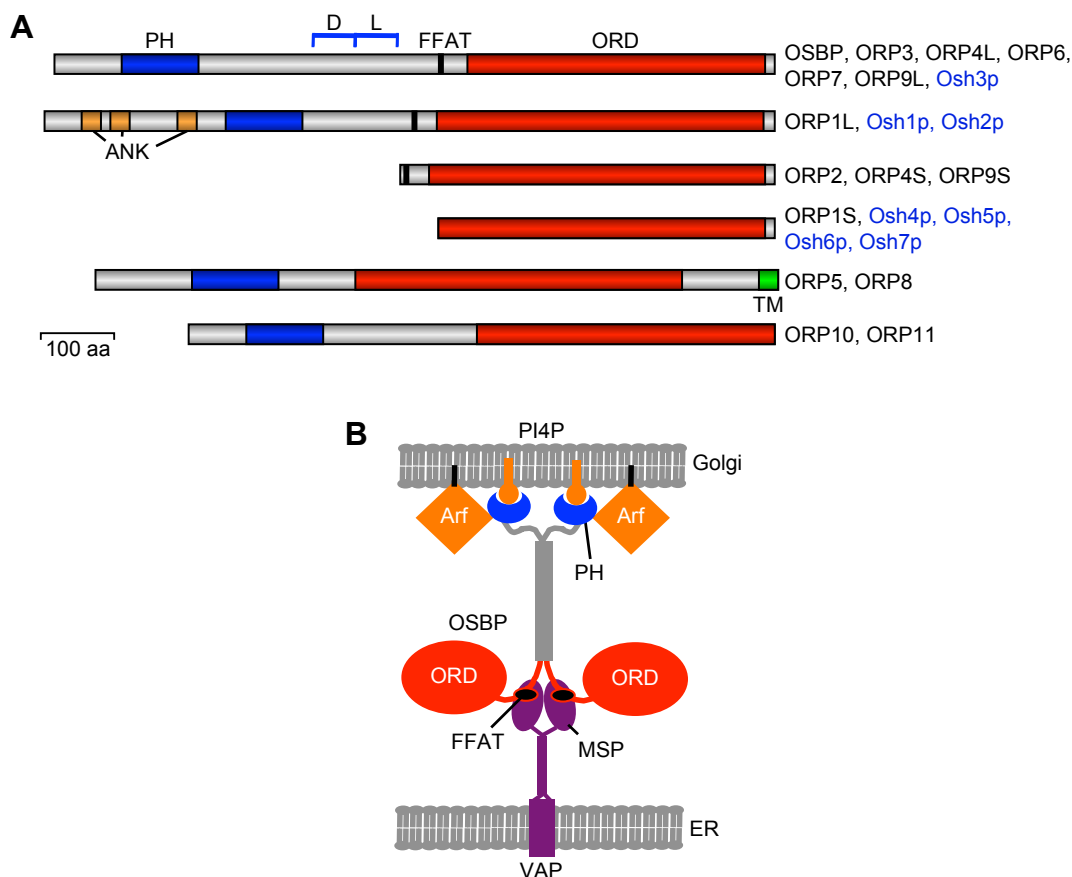 A
D L
PH FFAT ORD
OSBP, ORP3, ORP4L, ORP6,
ORP7, ORP9L, Osh3p
ORP1L, Osh1p, Osh2p
ANK
ORP2, ORP4S, ORP9S
ORP1S, Osh4p, Osh5p,
Osh6p, Osh7p
ORP5, ORP8
TM
ORP10, ORP11
100 aa
B
PI4P
Golgi
Arf Arf
PH
OSBP
ORD ORD
FFAT MSP
ER
VAP